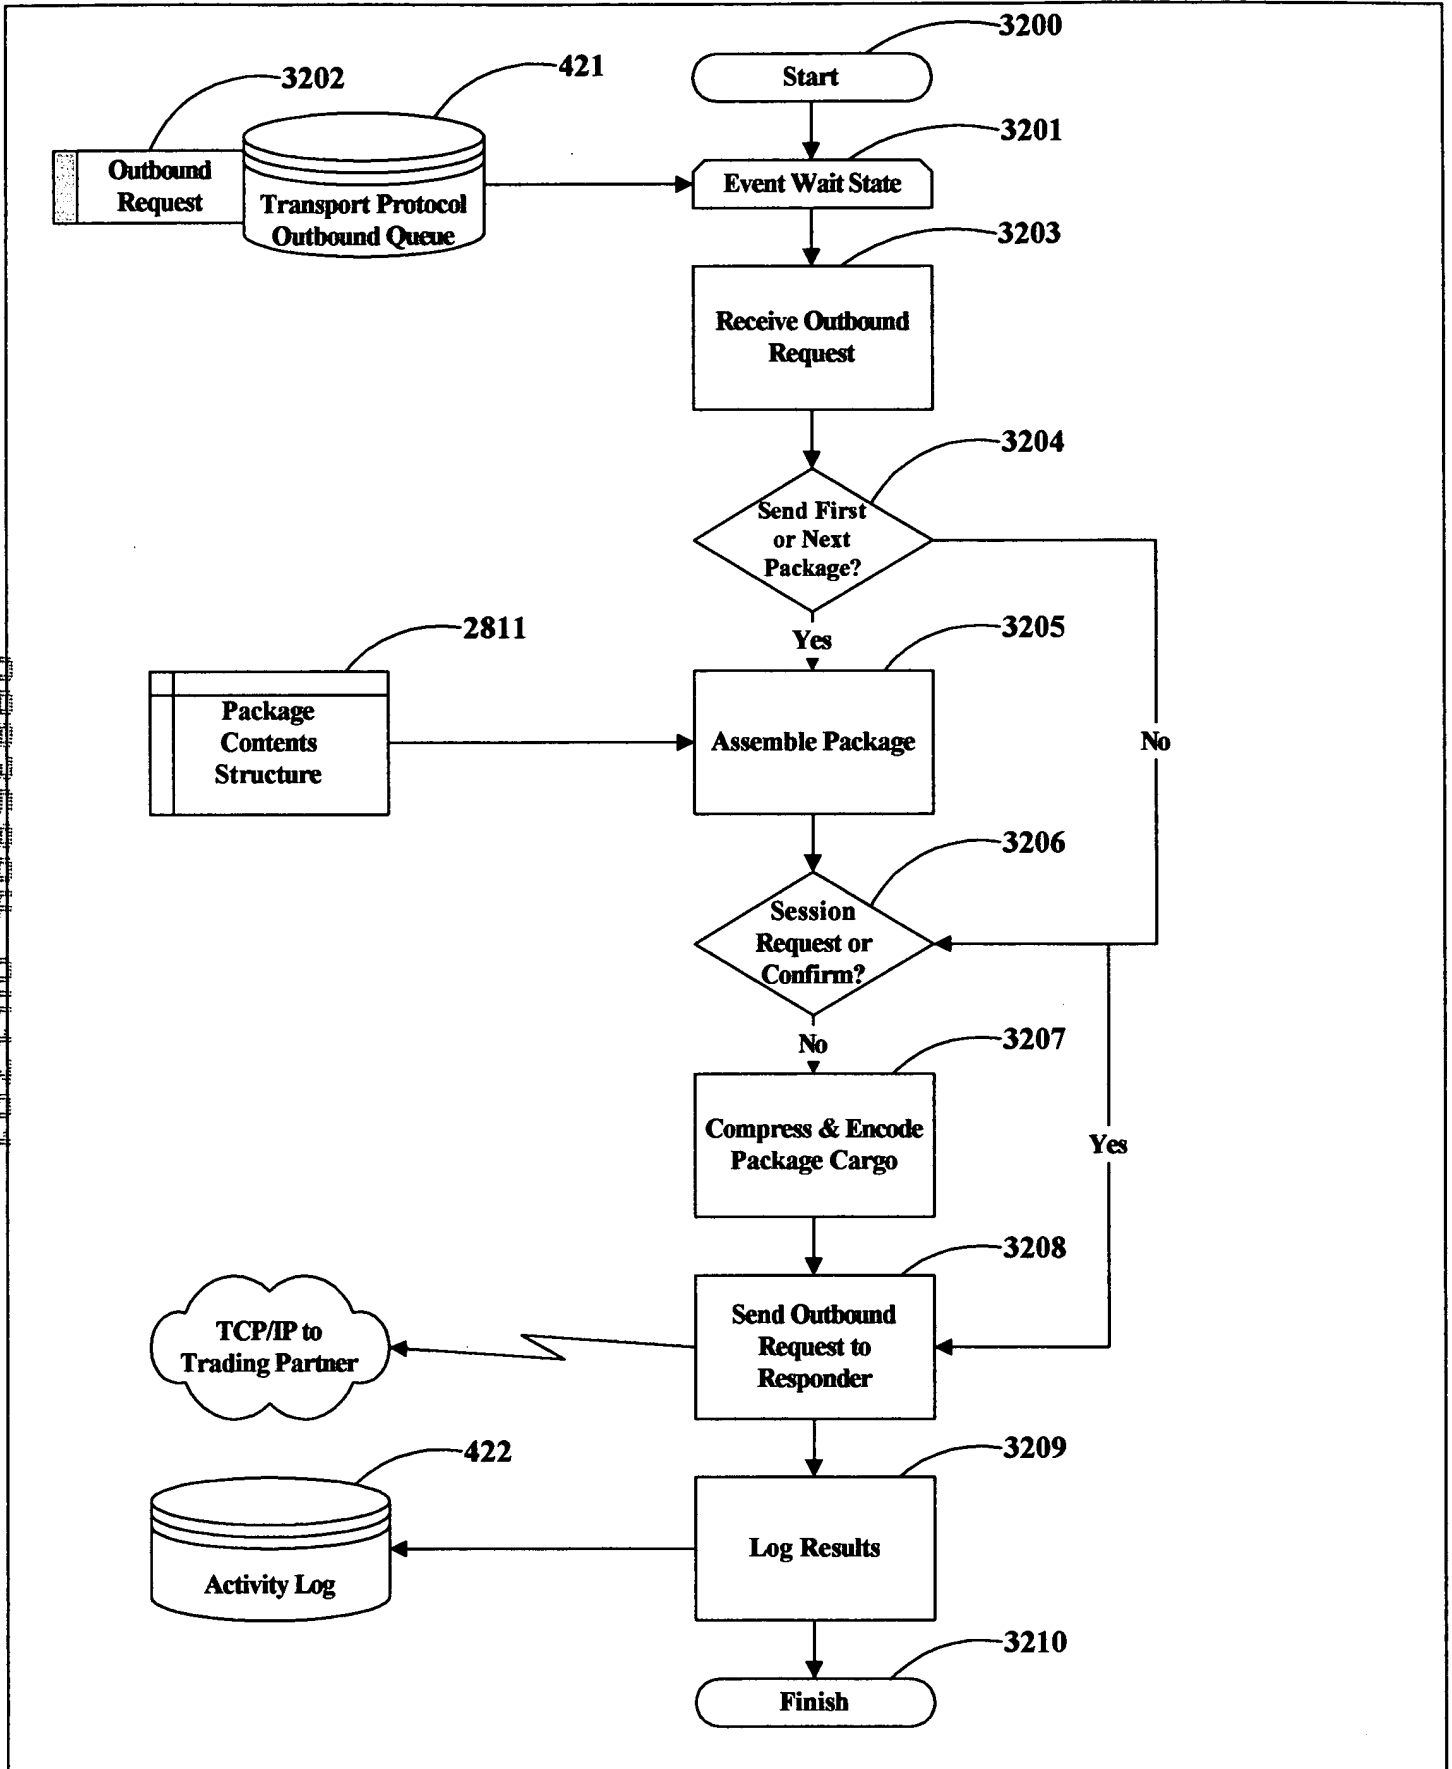 3200
Start
3202
421
3201
Outbound
Request
Transport Protocol
Outbound Queue
Event Wait State
3203
Receive Outbound
Request
3204
Send First
or Next
Package?
Yes
2811
3205
Package
Contents
Structure
Assemble Package
No
3206
Session
Request or
Confirm?
No
3207
Compress & Encode
Package Cargo
Yes
3208
TCP/IP to
Trading Partner
Send Outbound
Request to
Responder
422
3209
Activity Log
Log Results
3210
Finish